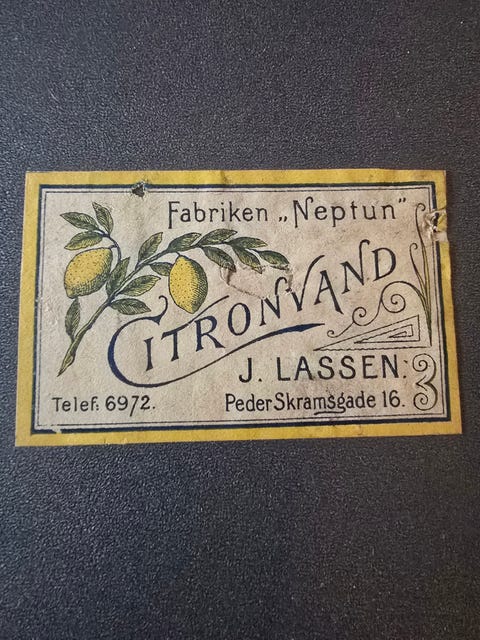 Fabriken „Neptun"
CITRONVAND
J. LASSEN.
Telef. 6972.
Peder Skramsgade 16.